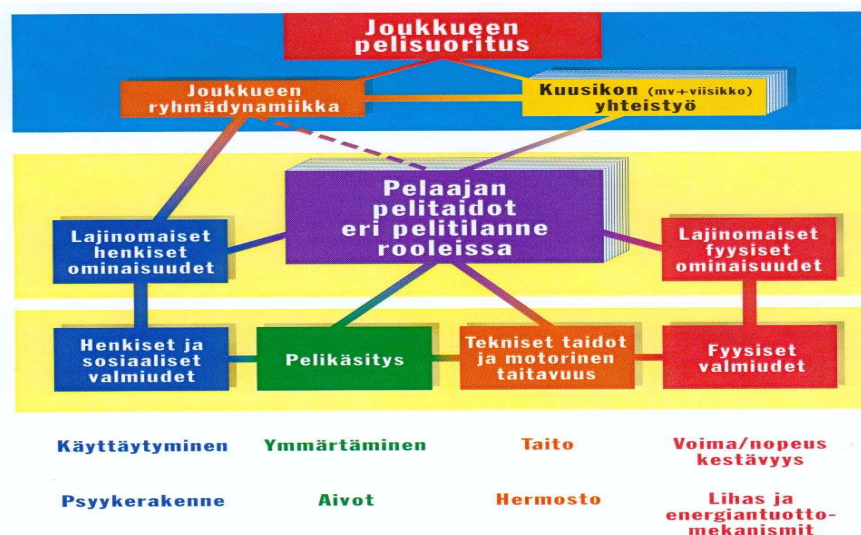 Joukkueen
pelisuoritus
Joukkueen
ryhmädynamiikka
Kuusikon (mv+viisikko)
yhteistyö
Pelaajan
pelitaidot
eri pelitilanne
rooleissa
Lajinomaiset
henkiset
ominaisuudet
Lajinomaiset
fyysiset
ominaisuudet
Henkiset ja
sosiaaliset
valmiudet
Pelikäsitys
Tekniset taidot
ja motorinen
taitavuus
Fyysiset
valmiudet
Käyttäytyminen
Ymmärtäminen
Taito
Voima/nopeus
kestävyys
Psyykerakenne
Aivot
Hermosto
Lihas ja
energiantuotto-
mekanismit